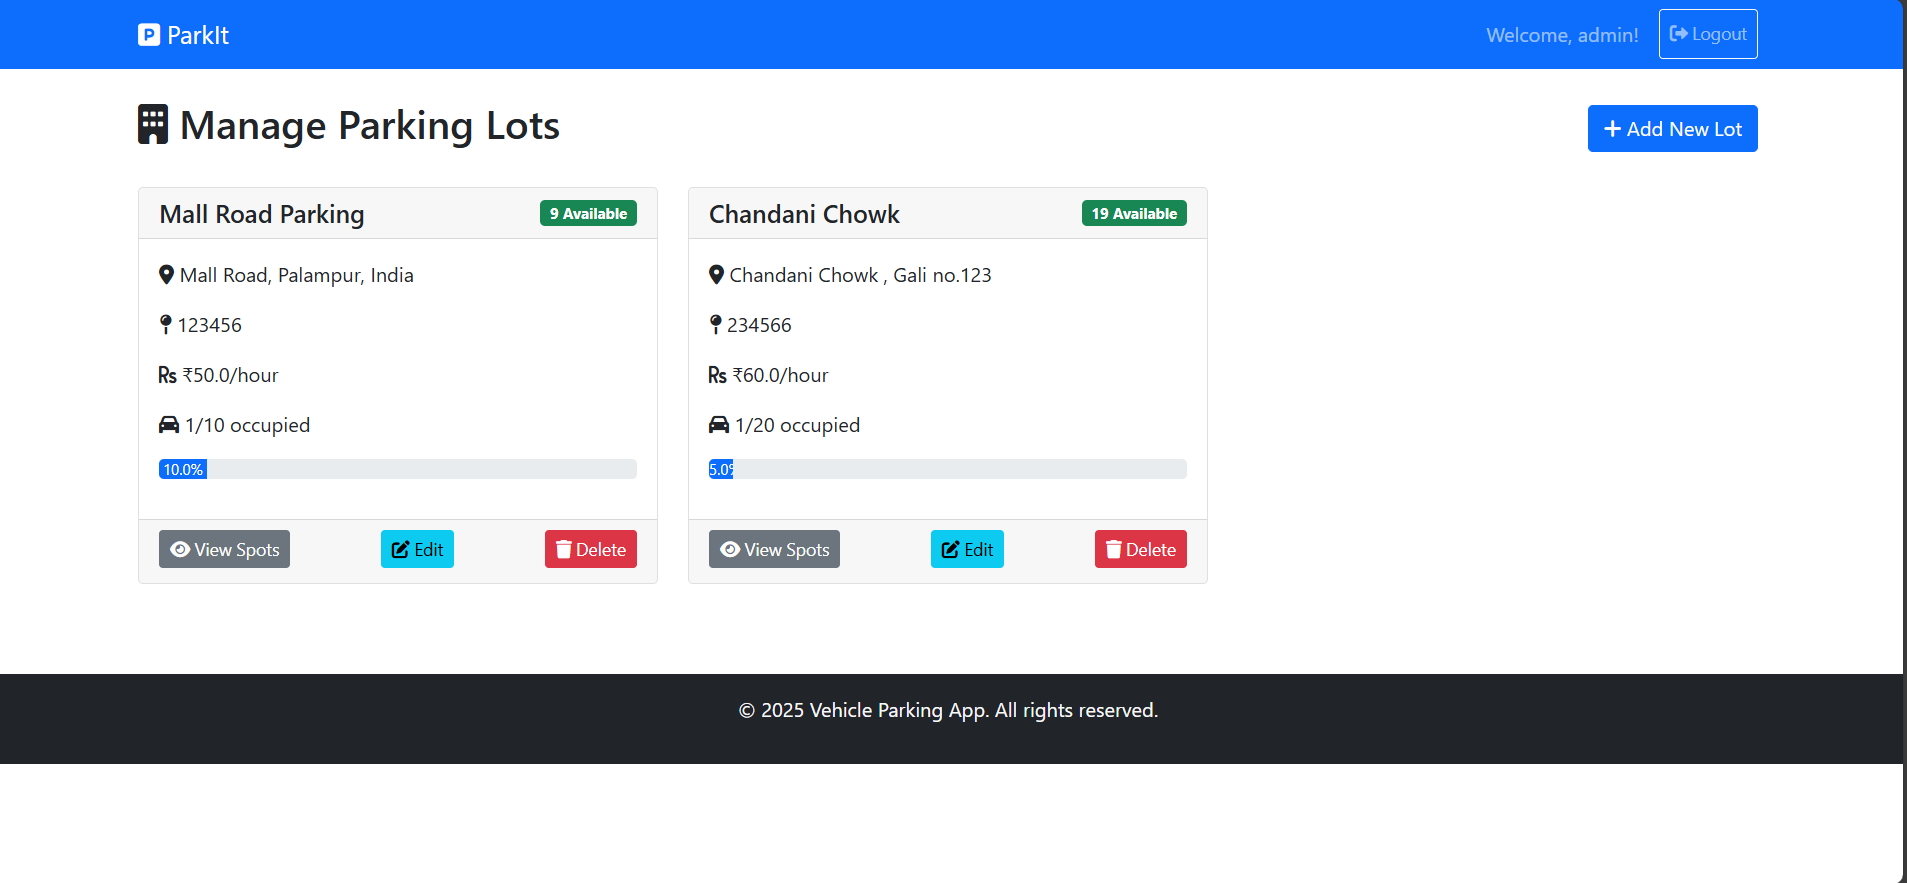 P ParkIt
Welcome, admin!
Logout
Manage Parking Lots
+ Add New Lot
Mall Road Parking
9 Available
Mall Road, Palampur, India
123456
Rs ₹50.0/hour
1/10 occupied
10.0%
View Spots
Edit
Delete
Chandani Chowk
19 Available
Chandani Chowk , Gali no.123
234566
Rs ₹60.0/hour
1/20 occupied
5.0%
View Spots
Edit
Delete
© 2025 Vehicle Parking App. All rights reserved.